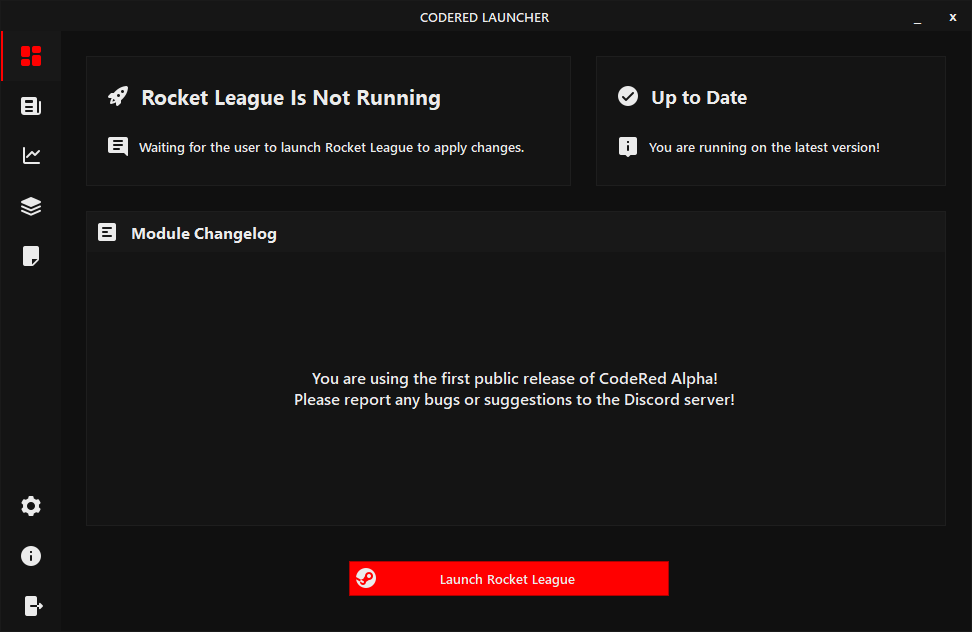 CODERED LAUNCHER
_ x
Rocket League Is Not Running
Waiting for the user to launch Rocket League to apply changes.
Up to Date
You are running on the latest version!
Module Changelog
You are using the first public release of CodeRed Alpha!
Please report any bugs or suggestions to the Discord server!
Launch Rocket League